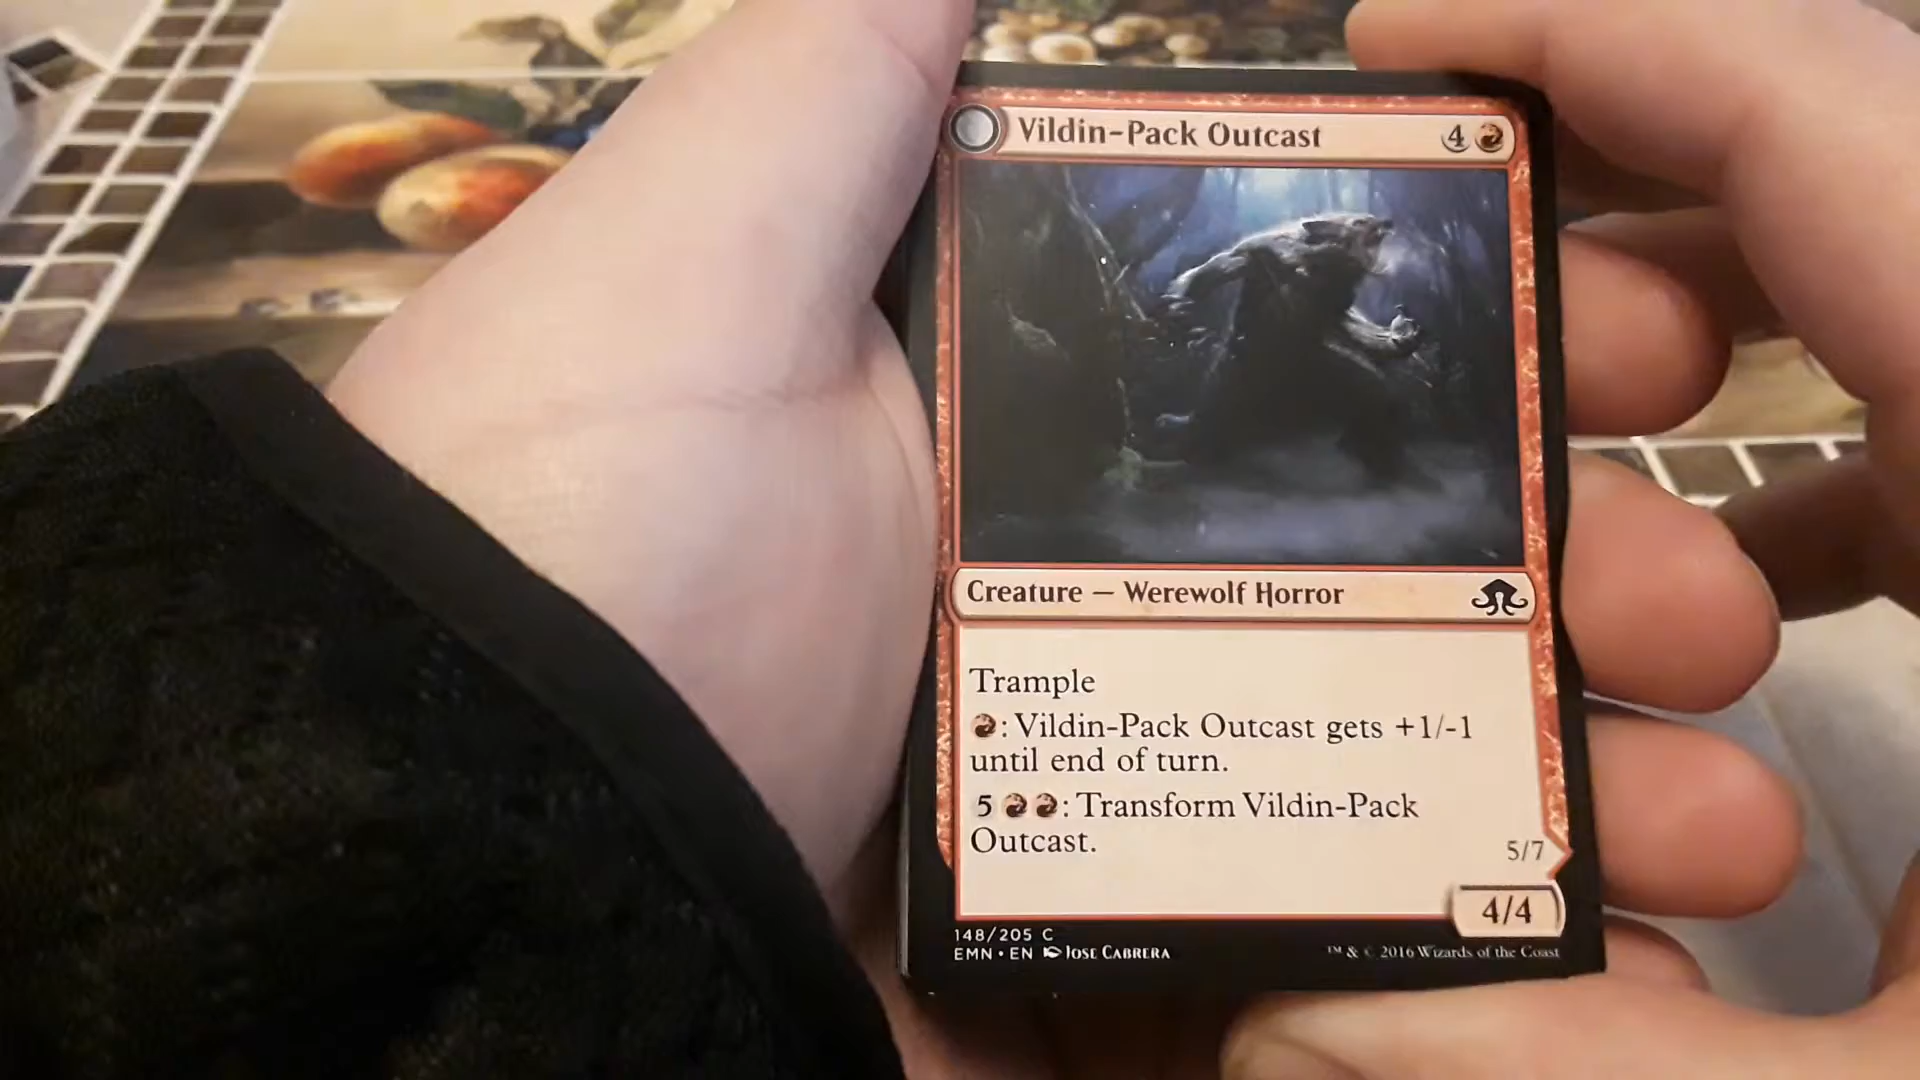 Vildin-Pack Outcast 4
Creature — Werewolf Horror
Trample
: Vildin-Pack Outcast gets +1/-1
until end of turn.
5 : Transform Vildin-Pack
Outcast.
5/7
4/4
148/205 C
EMN • EN Jose Cabrera
™ & © 2016 Wizards of the Coast